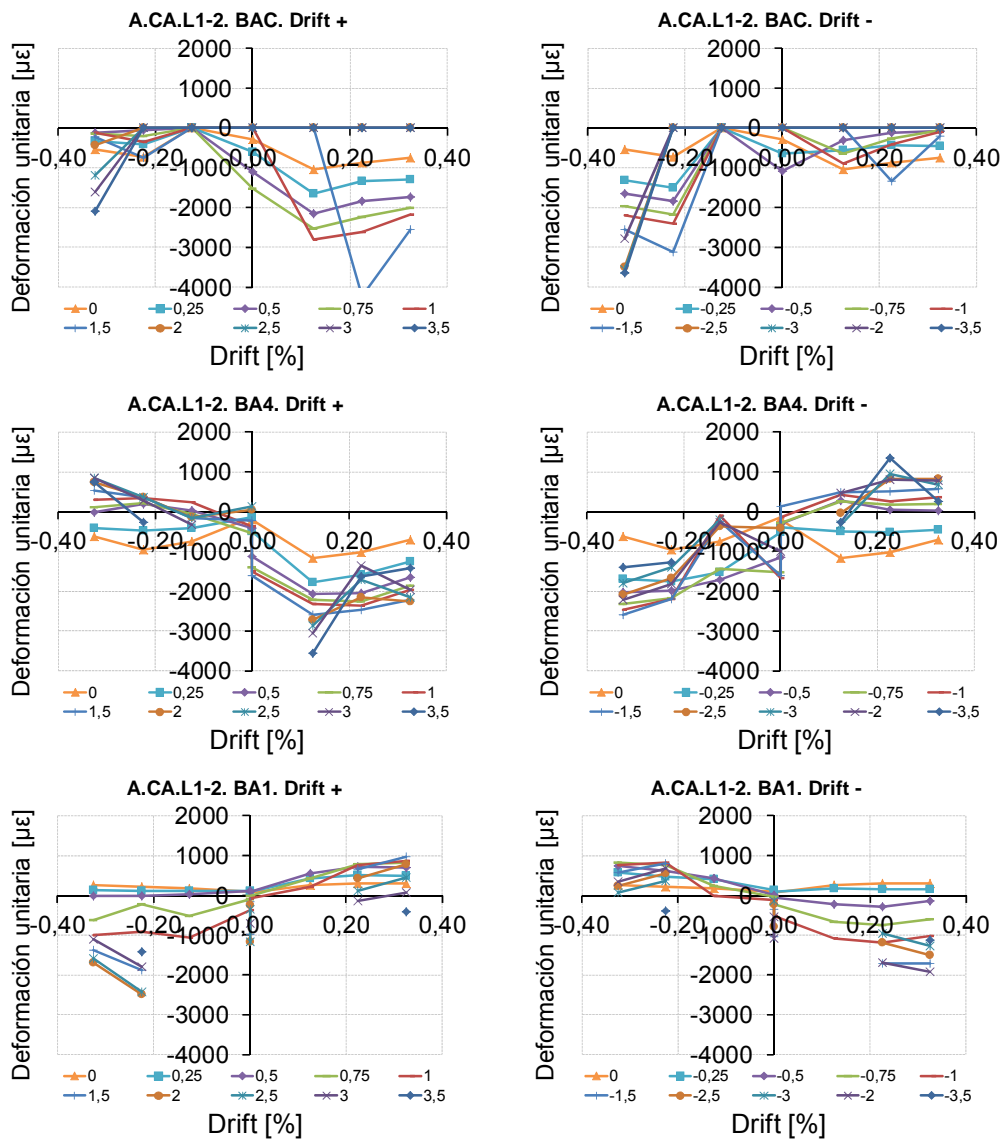 A.CA.L1-2. BAC. Drift +
Deformación unitaria [µε]
2000
1000
0
-1000
-2000
-3000
-4000
-0,40 -0,20 0,00 0,20 0,40
0 0,25 0,5 0,75 1
1,5 2 2,5 3 3,5
Drift [%]
A.CA.L1-2. BAC. Drift -
Deformación unitaria [µε]
2000
1000
0
-1000
-2000
-3000
-4000
-0,40 -0,20 0,00 0,20 0,40
0 -0,25 -0,5 -0,75 -1
-1,5 -2,5 -3 -2 -3,5
Drift [%]
A.CA.L1-2. BA4. Drift +
Deformación unitaria [µε]
2000
1000
0
-1000
-2000
-3000
-4000
-0,40 -0,20 0,00 0,20 0,40
0 0,25 0,5 0,75 1
1,5 2 2,5 3 3,5
Drift [%]
A.CA.L1-2. BA4. Drift -
Deformación unitaria [µε]
2000
1000
0
-1000
-2000
-3000
-4000
-0,40 -0,20 0,00 0,20 0,40
0 -0,25 -0,5 -0,75 -1
-1,5 -2,5 -3 -2 -3,5
Drift [%]
A.CA.L1-2. BA1. Drift +
Deformación unitaria [µε]
2000
1000
0
-1000
-2000
-3000
-4000
-0,40 -0,20 0,00 0,20 0,40
0 0,25 0,5 0,75 1
1,5 2 2,5 3 3,5
Drift [%]
A.CA.L1-2. BA1. Drift -
Deformación unitaria [µε]
2000
1000
0
-1000
-2000
-3000
-4000
-0,40 -0,20 0,00 0,20 0,40
0 -0,25 -0,5 -0,75 -1
-1,5 -2,5 -3 -2 -3,5
Drift [%]